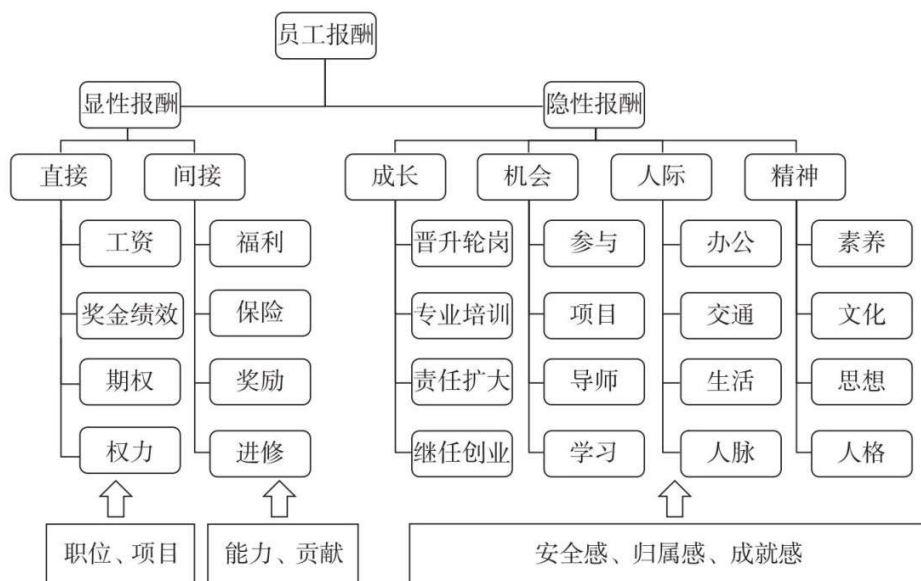 员工报酬
显性报酬 隐性报酬
直接 间接 成长 机会 人际 精神
工资 福利 晋升轮岗 参与 办公 素养
奖金绩效 保险 专业培训 项目 交通 文化
期权 奖励 责任扩大 导师 生活 思想
权力 进修 继任创业 学习 人脉 人格
职位、项目 能力、贡献 安全感、归属感、成就感